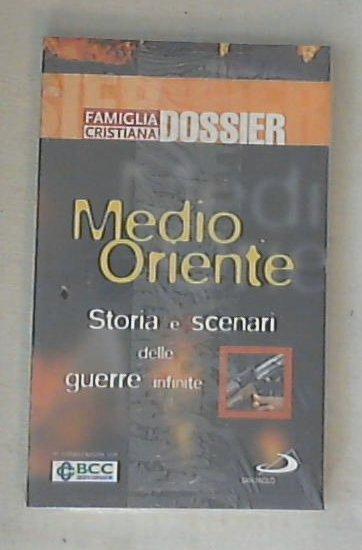 FAMIGLIA
CRISTIANA DOSSIER
Medio
Oriente
Storia e scenari
delle
guerre infinite
BCC
SAN PAOLO